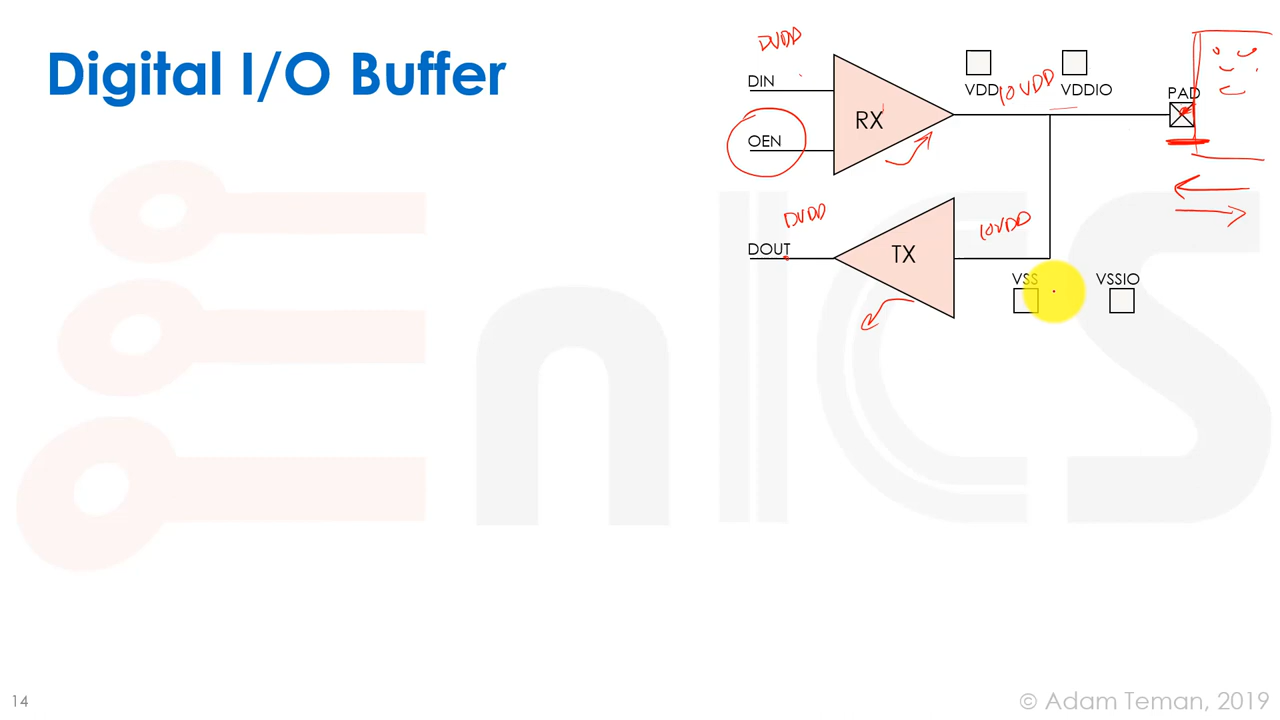 Digital I/O Buffer
DVDD
DIN
RX
OEN
VDD
IOVDD
VDDIO
PAD
DVDD
DOUT
TX
IOVDD
VSS
VSSIO
ENICS
14
© Adam Teman, 2019